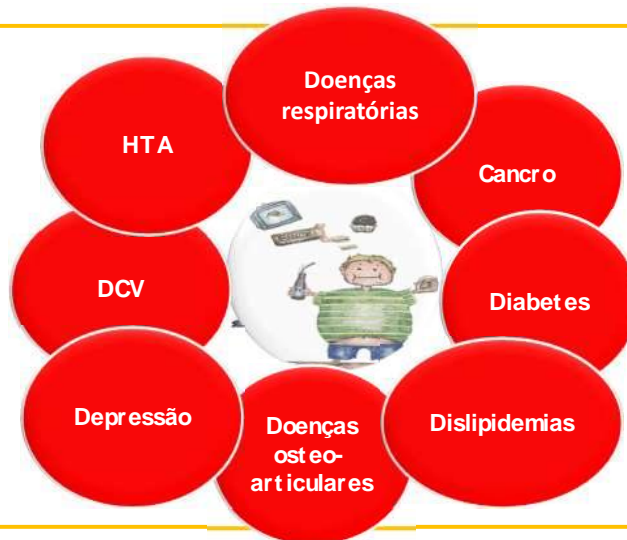 Doenças
respiratórias
HTA
Cancro
DCV
Diabetes
Depressão
Doenças
osteo-
articulares
Dislipidemias